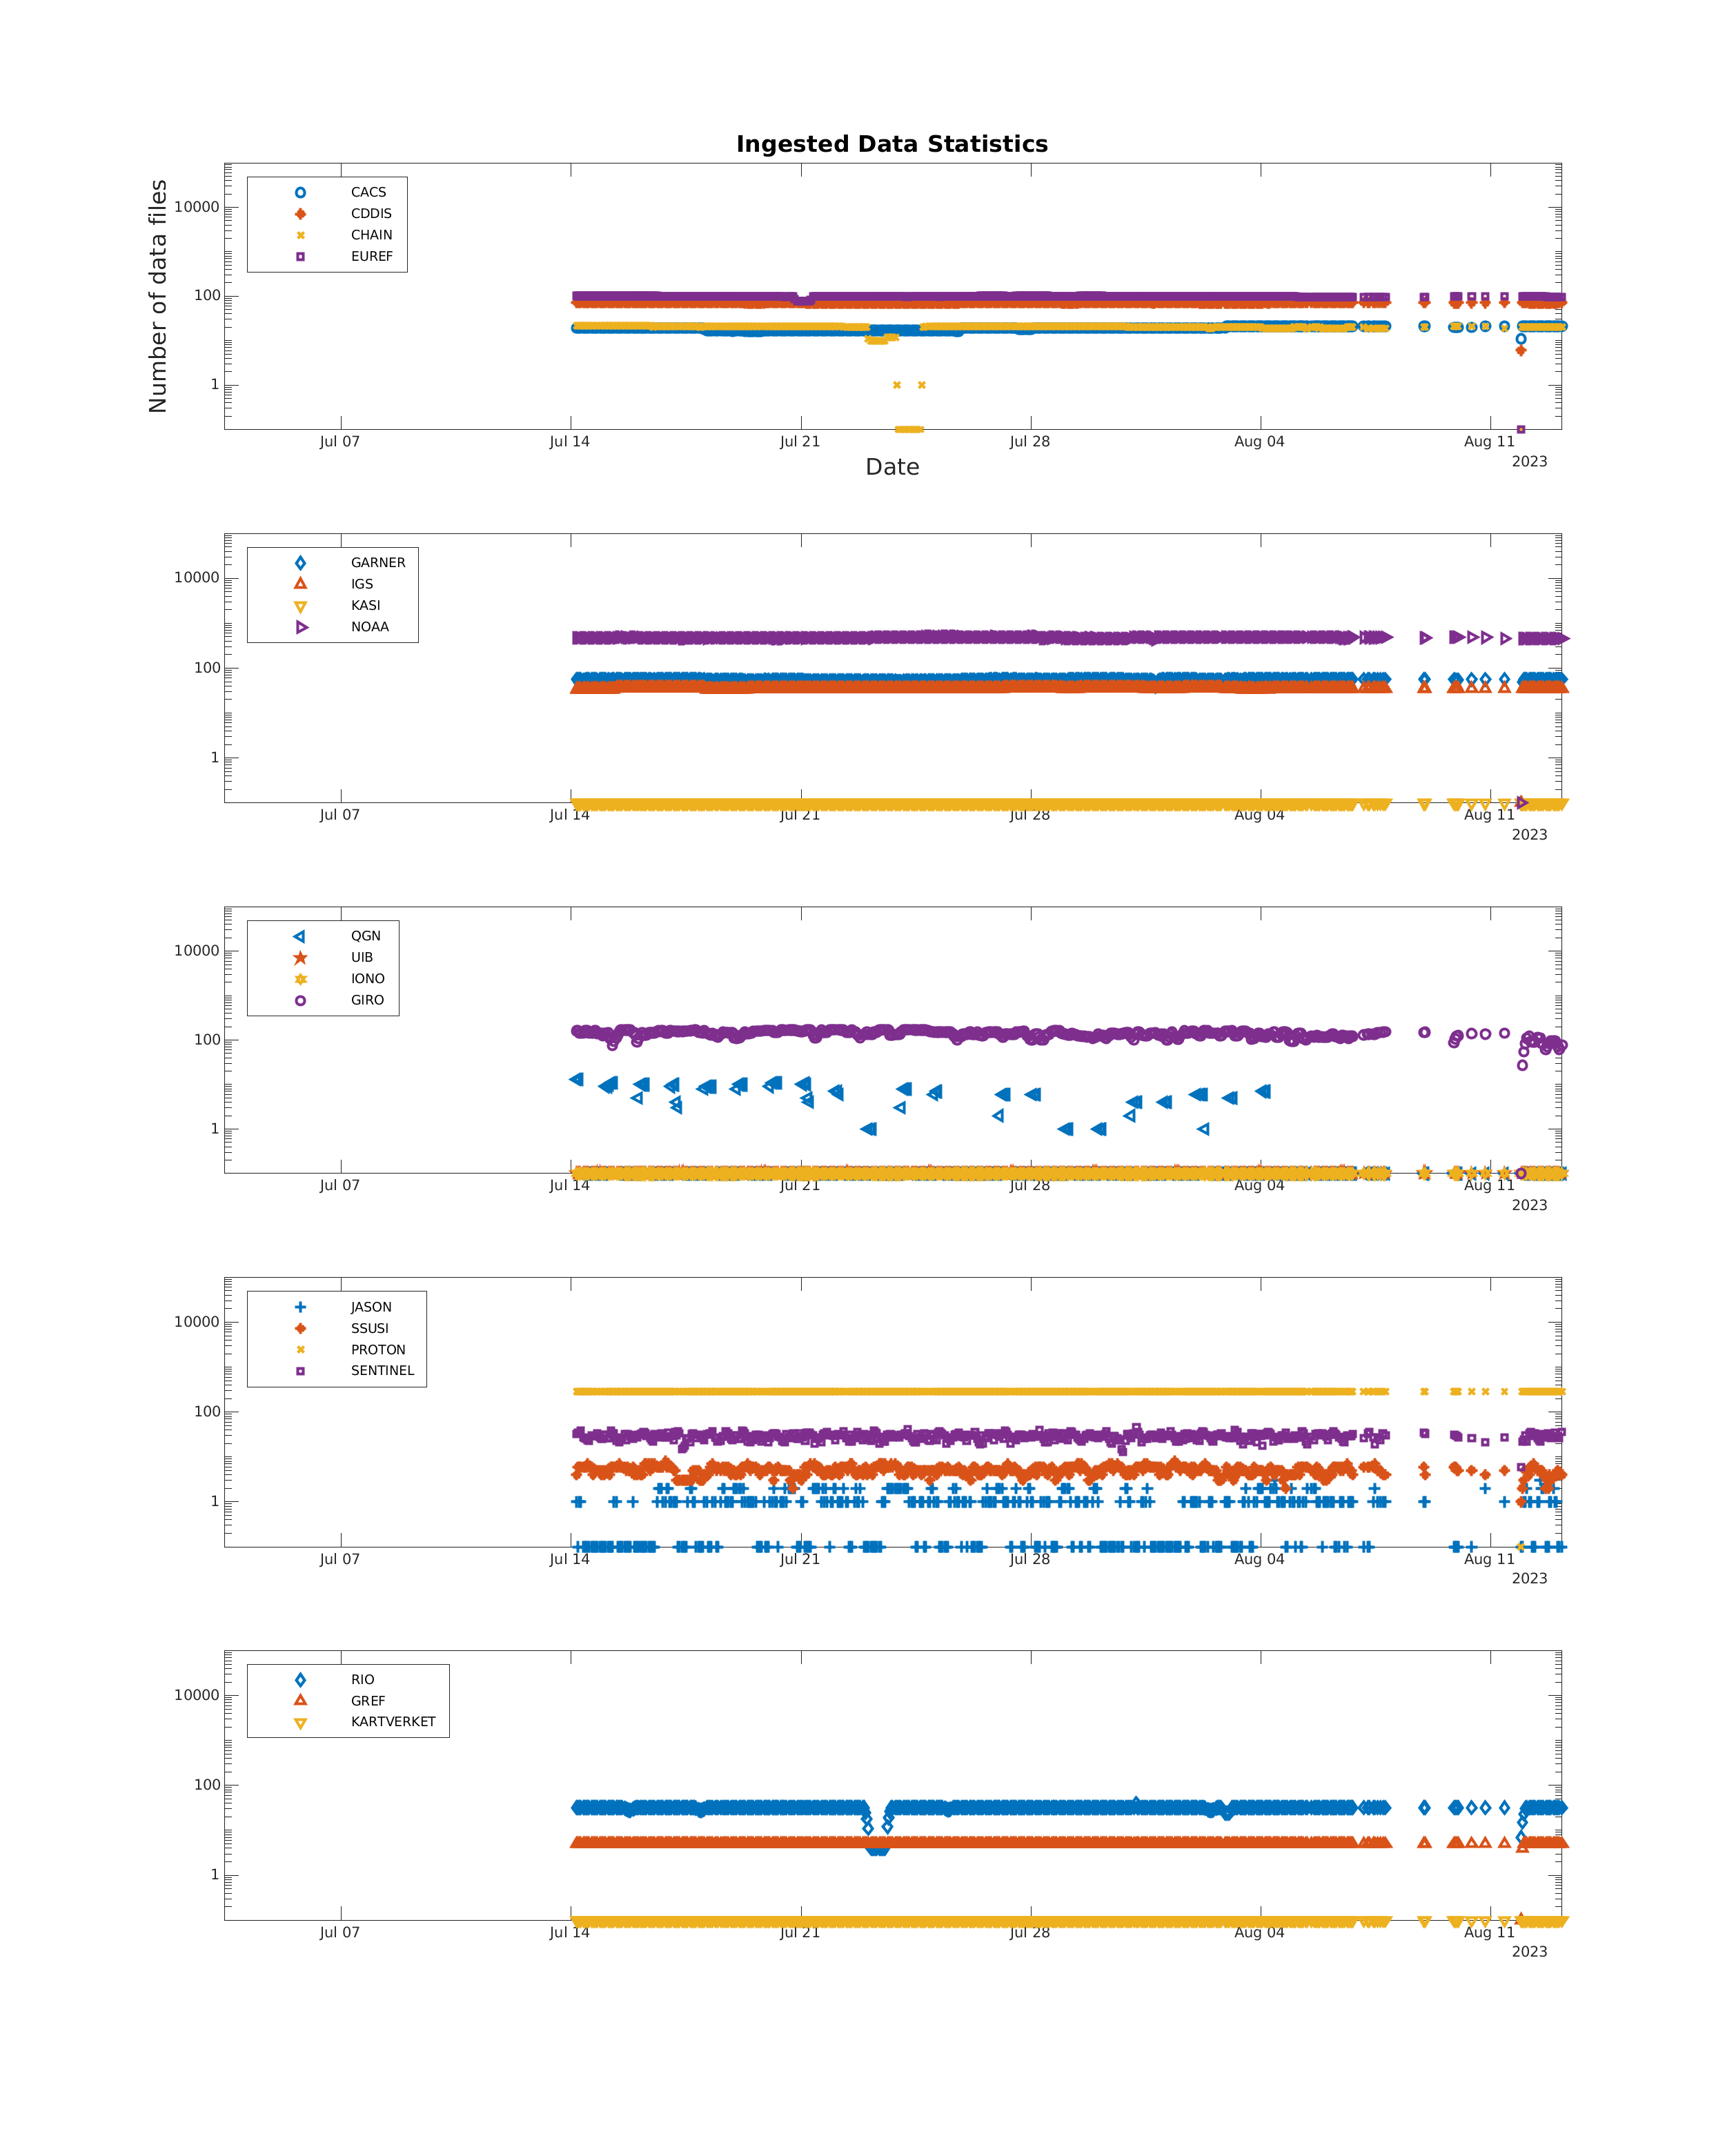 Ingested Data Statistics
Number of data files
10000
100
1
CACS
CDDIS
CHAIN
EUREF
Jul 07 Jul 14 Jul 21 Jul 28 Aug 04 Aug 11
2023
Date
10000
100
1
GARNER
IGS
KASI
NOAA
Jul 07 Jul 14 Jul 21 Jul 28 Aug 04 Aug 11
2023
10000
100
1
QGN
UIB
IONO
GIRO
Jul 07 Jul 14 Jul 21 Jul 28 Aug 04 Aug 11
2023
10000
100
1
JASON
SSUSI
PROTON
SENTINEL
Jul 07 Jul 14 Jul 21 Jul 28 Aug 04 Aug 11
2023
10000
100
1
RIO
GREF
KARTVERKET
Jul 07 Jul 14 Jul 21 Jul 28 Aug 04 Aug 11
2023